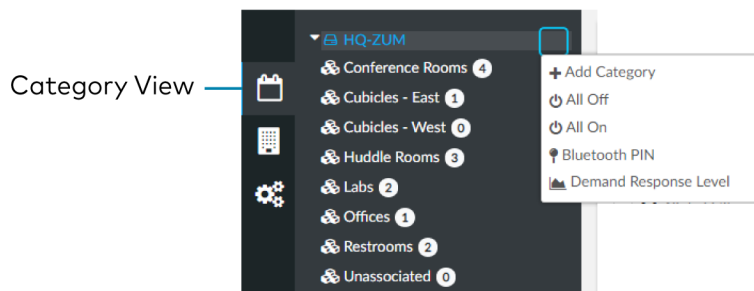 HQ-ZUM
Category View
Conference Rooms 4
Cubicles - East 1
Cubicles - West 0
Huddle Rooms 3
Labs 2
Offices 1
Restrooms 2
Unassociated 0
Add Category
All Off
All On
Bluetooth PIN
Demand Response Level